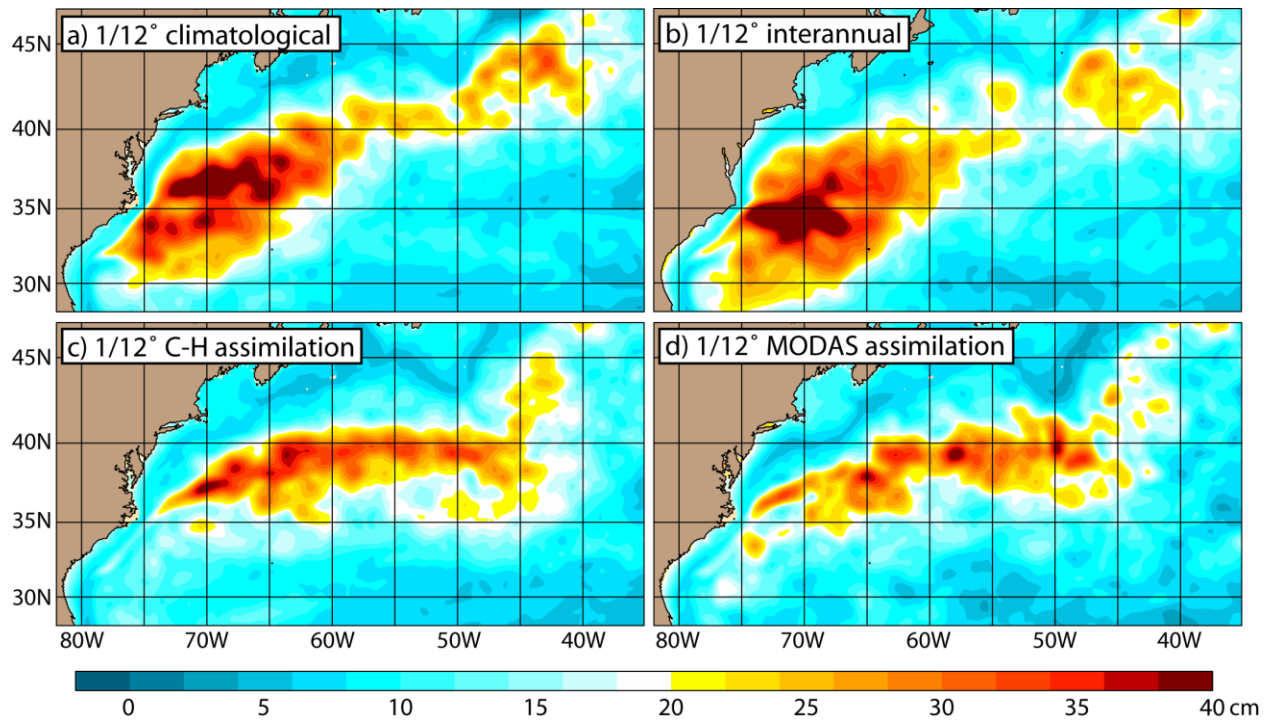 a) 1/12° climatological
b) 1/12° interannual
45N
40N
35N
30N
c) 1/12° C-H assimilation
d) 1/12° MODAS assimilation
45N
40N
35N
30N
80W 70W 60W 50W 40W 80W 70W 60W 50W 40W
0 5 10 15 20 25 30 35 40 cm